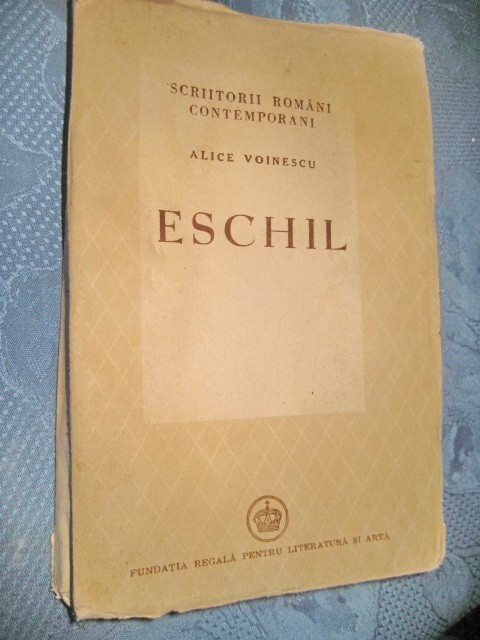 SCRIITORII ROMÂNI
CONTEMPORANI
ALICE VOINESCU
ESCHIL
FUNDAȚIA REGALĂ PENTRU LITERATURĂ ȘI ARTĂ